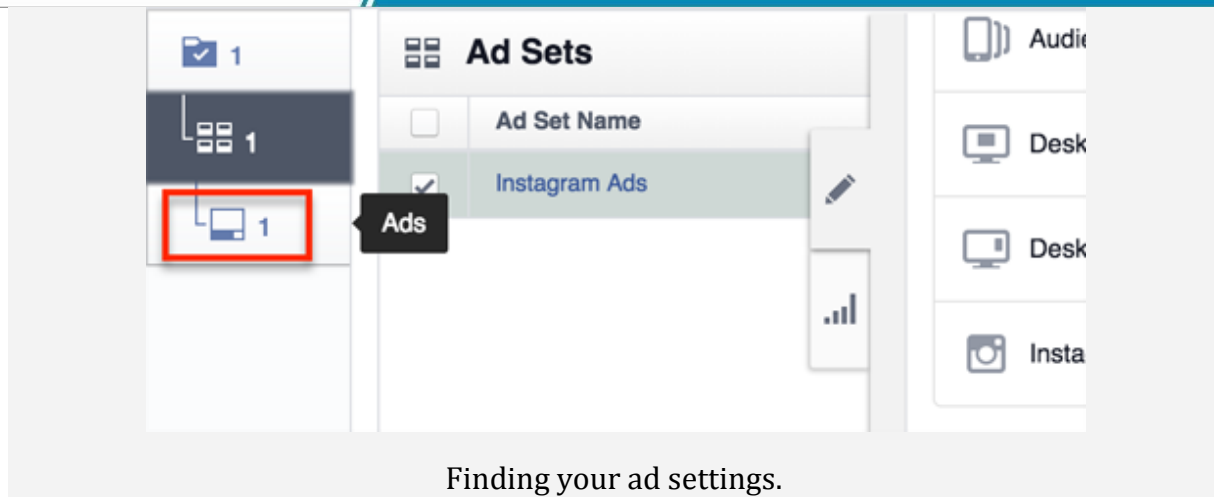 1
Ad Sets
Audie
Ad Set Name
1
Desk
Instagram Ads
1
Ads
Desk
Insta
Finding your ad settings.